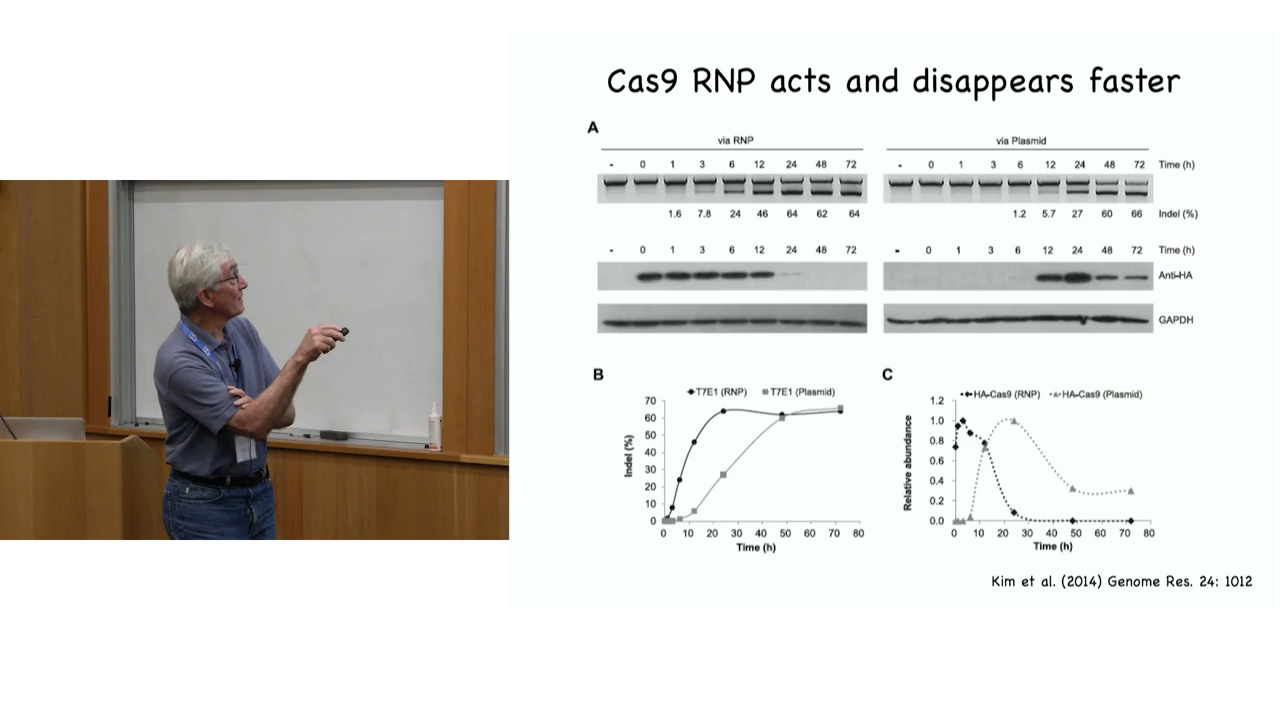 Cas9 RNP acts and disappears faster
A
via RNP
via Plasmid
- 0 1 3 6 12 24 48 72
- 0 1 3 6 12 24 48 72 Time (h)
1.6 7.8 24 46 64 62 64
1.2 5.7 27 60 66 Indel (%)
- 0 1 3 6 12 24 48 72
- 0 1 3 6 12 24 48 72 Time (h)
Anti-HA
GAPDH
B
T7E1 (RNP) T7E1 (Plasmid)
Indel (%)
70
60
50
40
30
20
10
0
0 10 20 30 40 50 60 70 80
Time (h)
C
HA-Cas9 (RNP) HA-Cas9 (Plasmid)
Relative abundance
1.2
1.0
0.8
0.6
0.4
0.2
0.0
0 10 20 30 40 50 60 70 80
Time (h)
Kim et al. (2014) Genome Res. 24: 1012